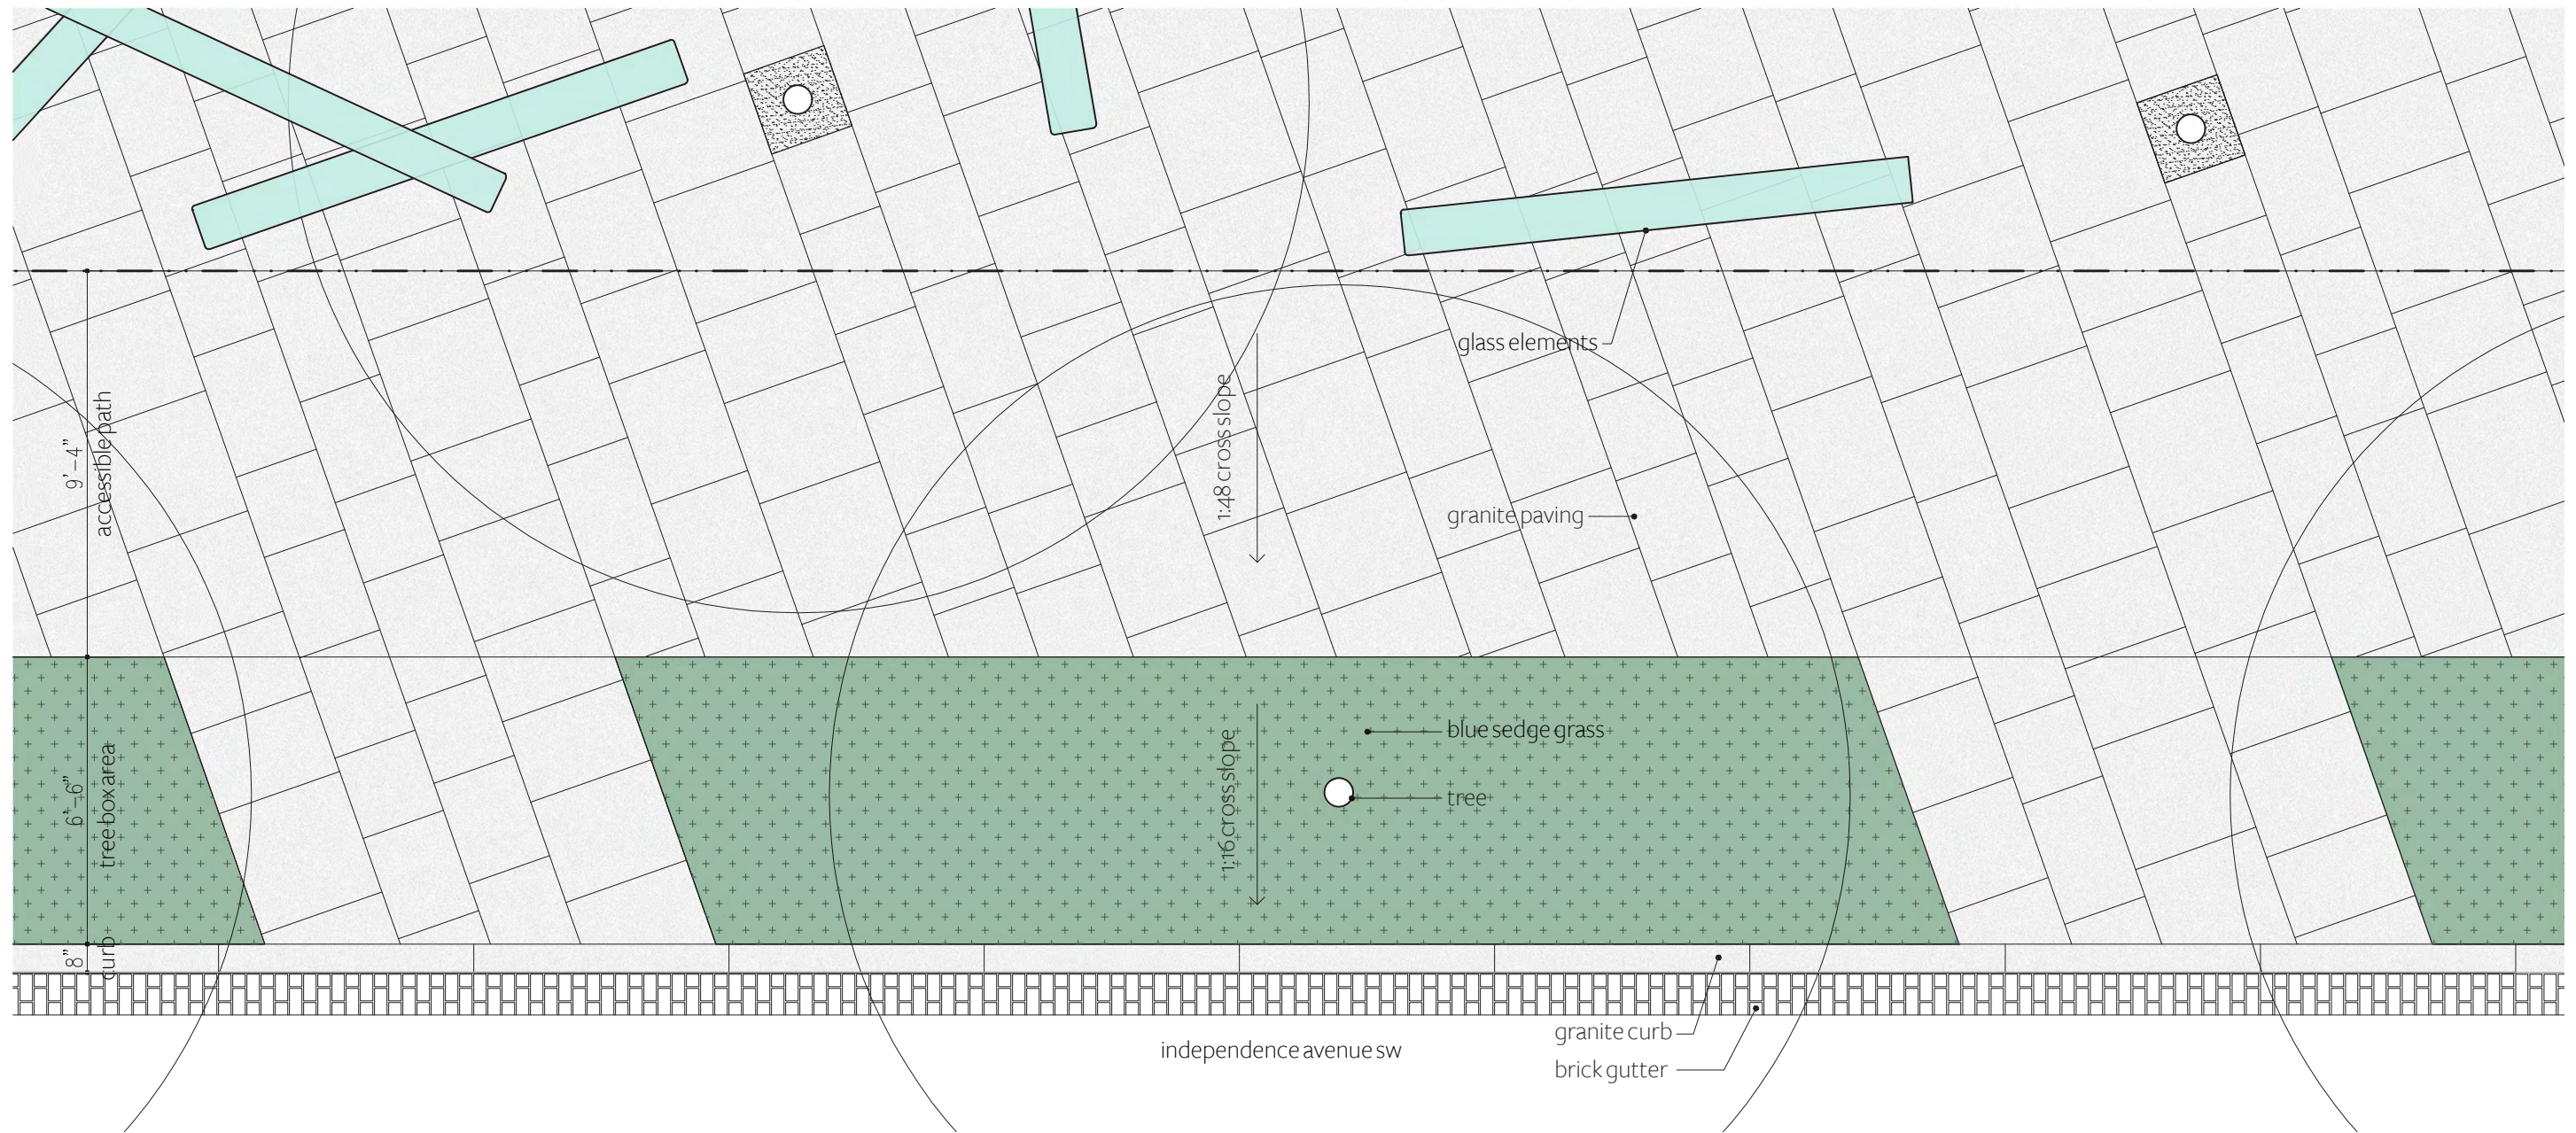 glass elements
1:48 cross slope
9’ – 4”
accessible path
granite paving
blue sedge grass
tree
1:16 cross slope
6’ – 6”
tree box area
8”
curb
granite curb
independence avenue sw
brick gutter